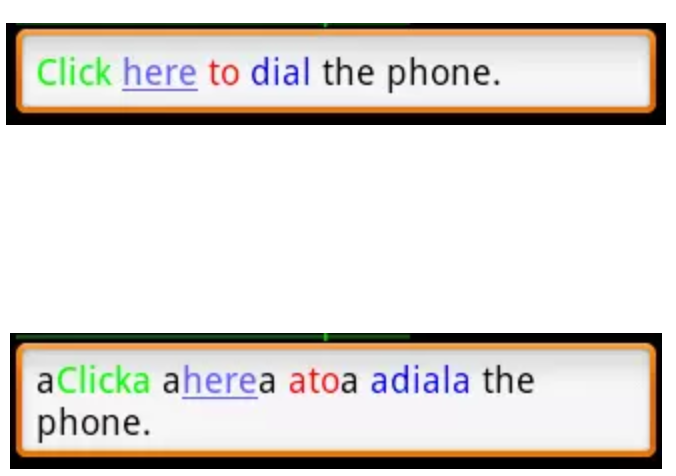 Click here to dial the phone.
aClicka aherea atoa adiala the
phone.